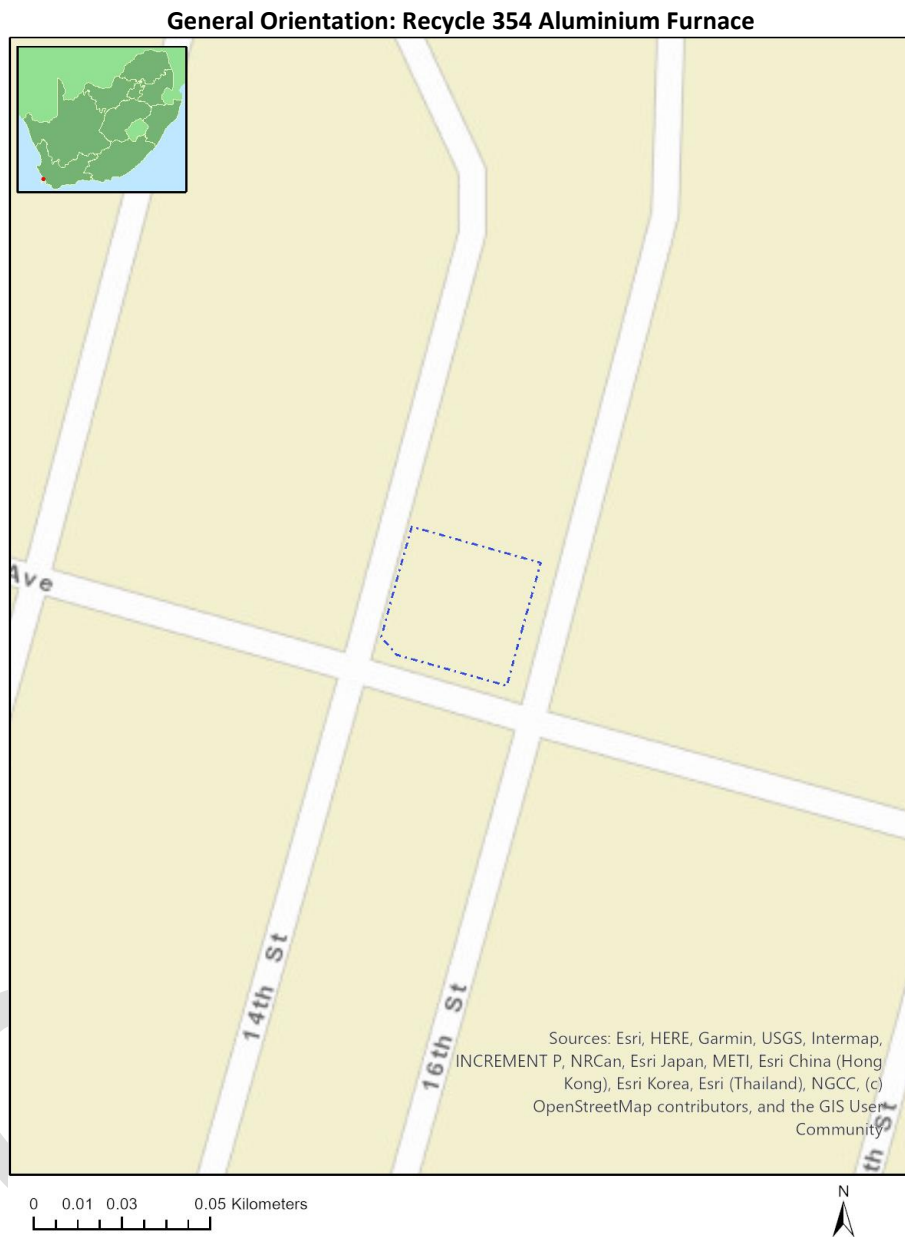 General Orientation: Recycle 354 Aluminium Furnace
Ave
14th St
16th St
Sources: Esri, HERE, Garmin, USGS, Intermap,
INCREMENT P, NRCan, Esri Japan, METI, Esri China (Hong
Kong), Esri Korea, Esri (Thailand), NGCC, (c)
OpenStreetMap contributors, and the GIS User
Community
th St
0 0.01 0.03 0.05 Kilometers
N